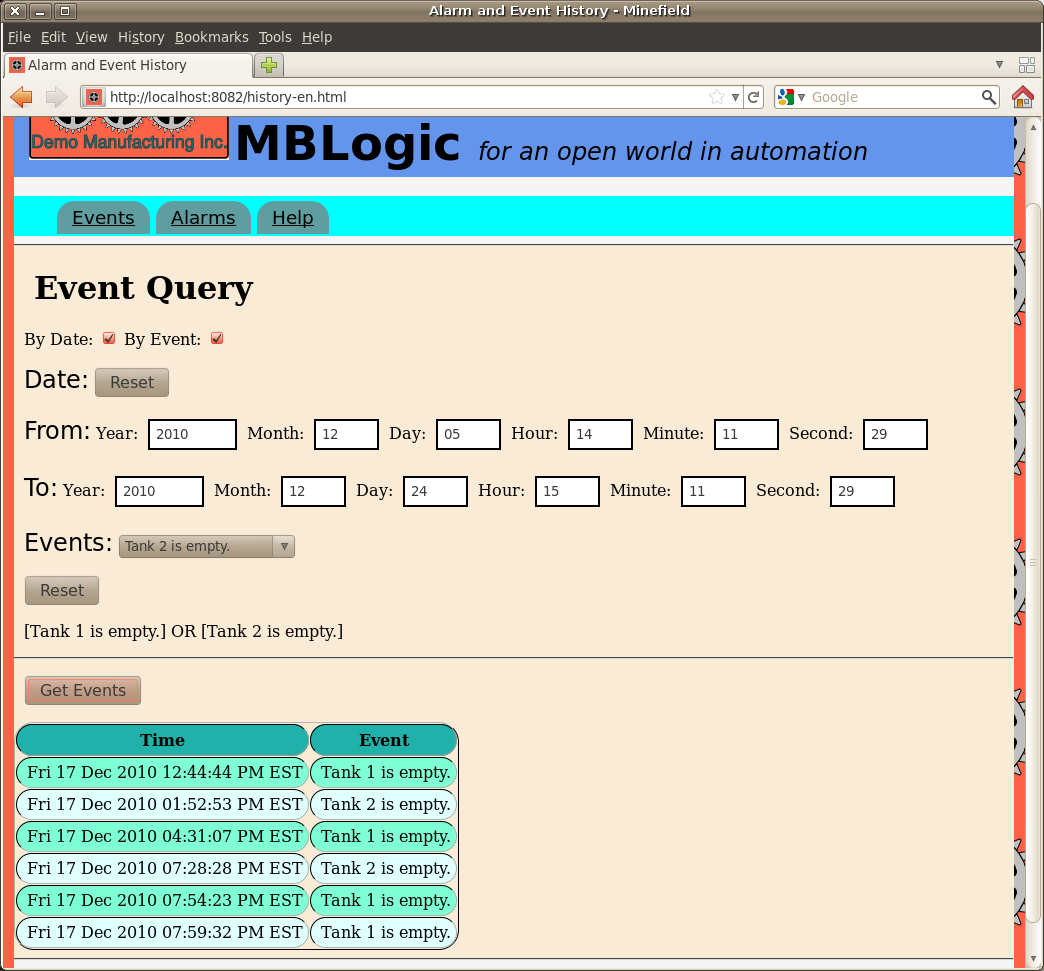 Alarm and Event History - Minefield
File Edit View History Bookmarks Tools Help
Alarm and Event History
http://localhost:8082/history-en.html Google
Demo Manufacturing Inc. MBLogic for an open world in automation
Events Alarms Help
Event Query
By Date: By Event:
Date: Reset
From: Year: 2010 Month: 12 Day: 05 Hour: 14 Minute: 11 Second: 29
To: Year: 2010 Month: 12 Day: 24 Hour: 15 Minute: 11 Second: 29
Events: Tank 2 is empty.
Reset
[Tank 1 is empty.] OR [Tank 2 is empty.]
Get Events
Time Event
Fri 17 Dec 2010 12:44:44 PM EST Tank 1 is empty.
Fri 17 Dec 2010 01:52:53 PM EST Tank 2 is empty.
Fri 17 Dec 2010 04:31:07 PM EST Tank 1 is empty.
Fri 17 Dec 2010 07:28:28 PM EST Tank 2 is empty.
Fri 17 Dec 2010 07:54:23 PM EST Tank 1 is empty.
Fri 17 Dec 2010 07:59:32 PM EST Tank 1 is empty.